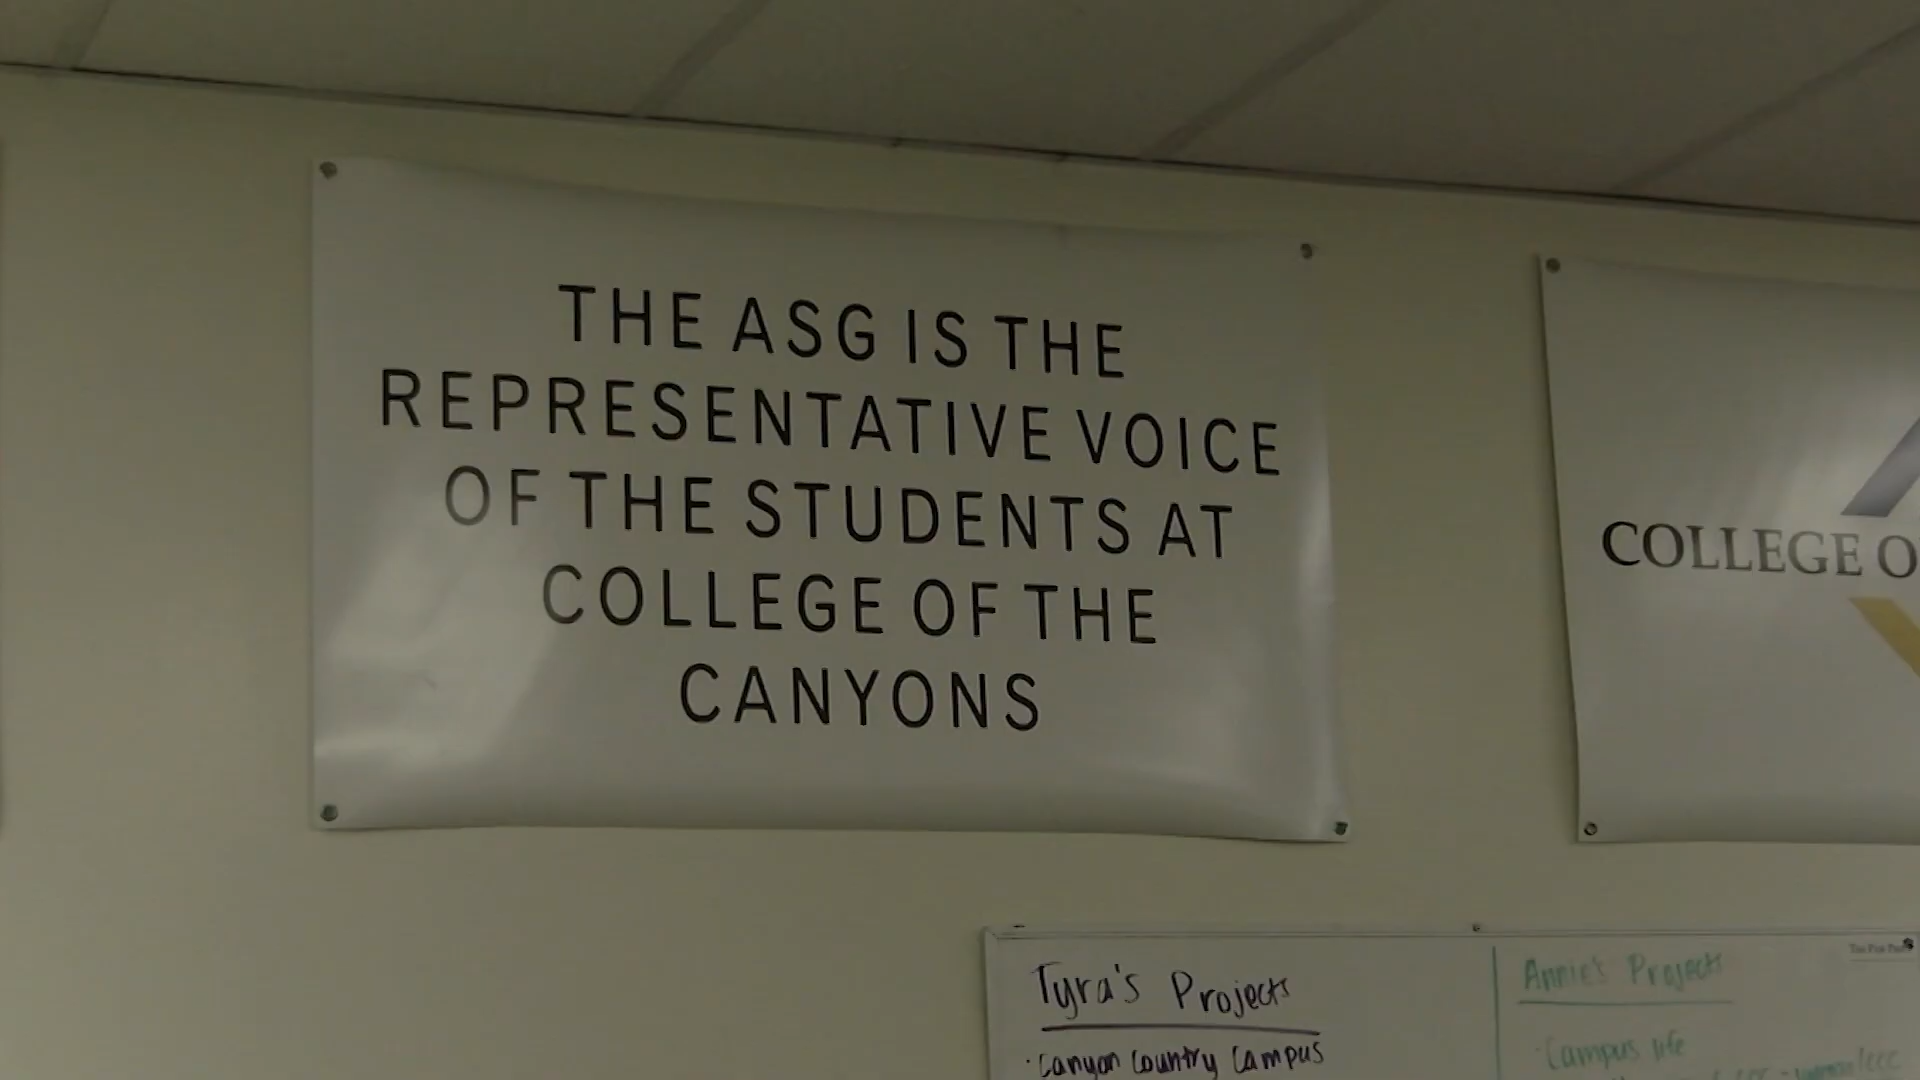 THE ASG IS THE
REPRESENTATIVE VOICE
OF THE STUDENTS AT
COLLEGE OF THE
CANYONS
COLLEGE O
Tyra's Projects
· Canyon Country Campus
Annie's Projects
· Campus life